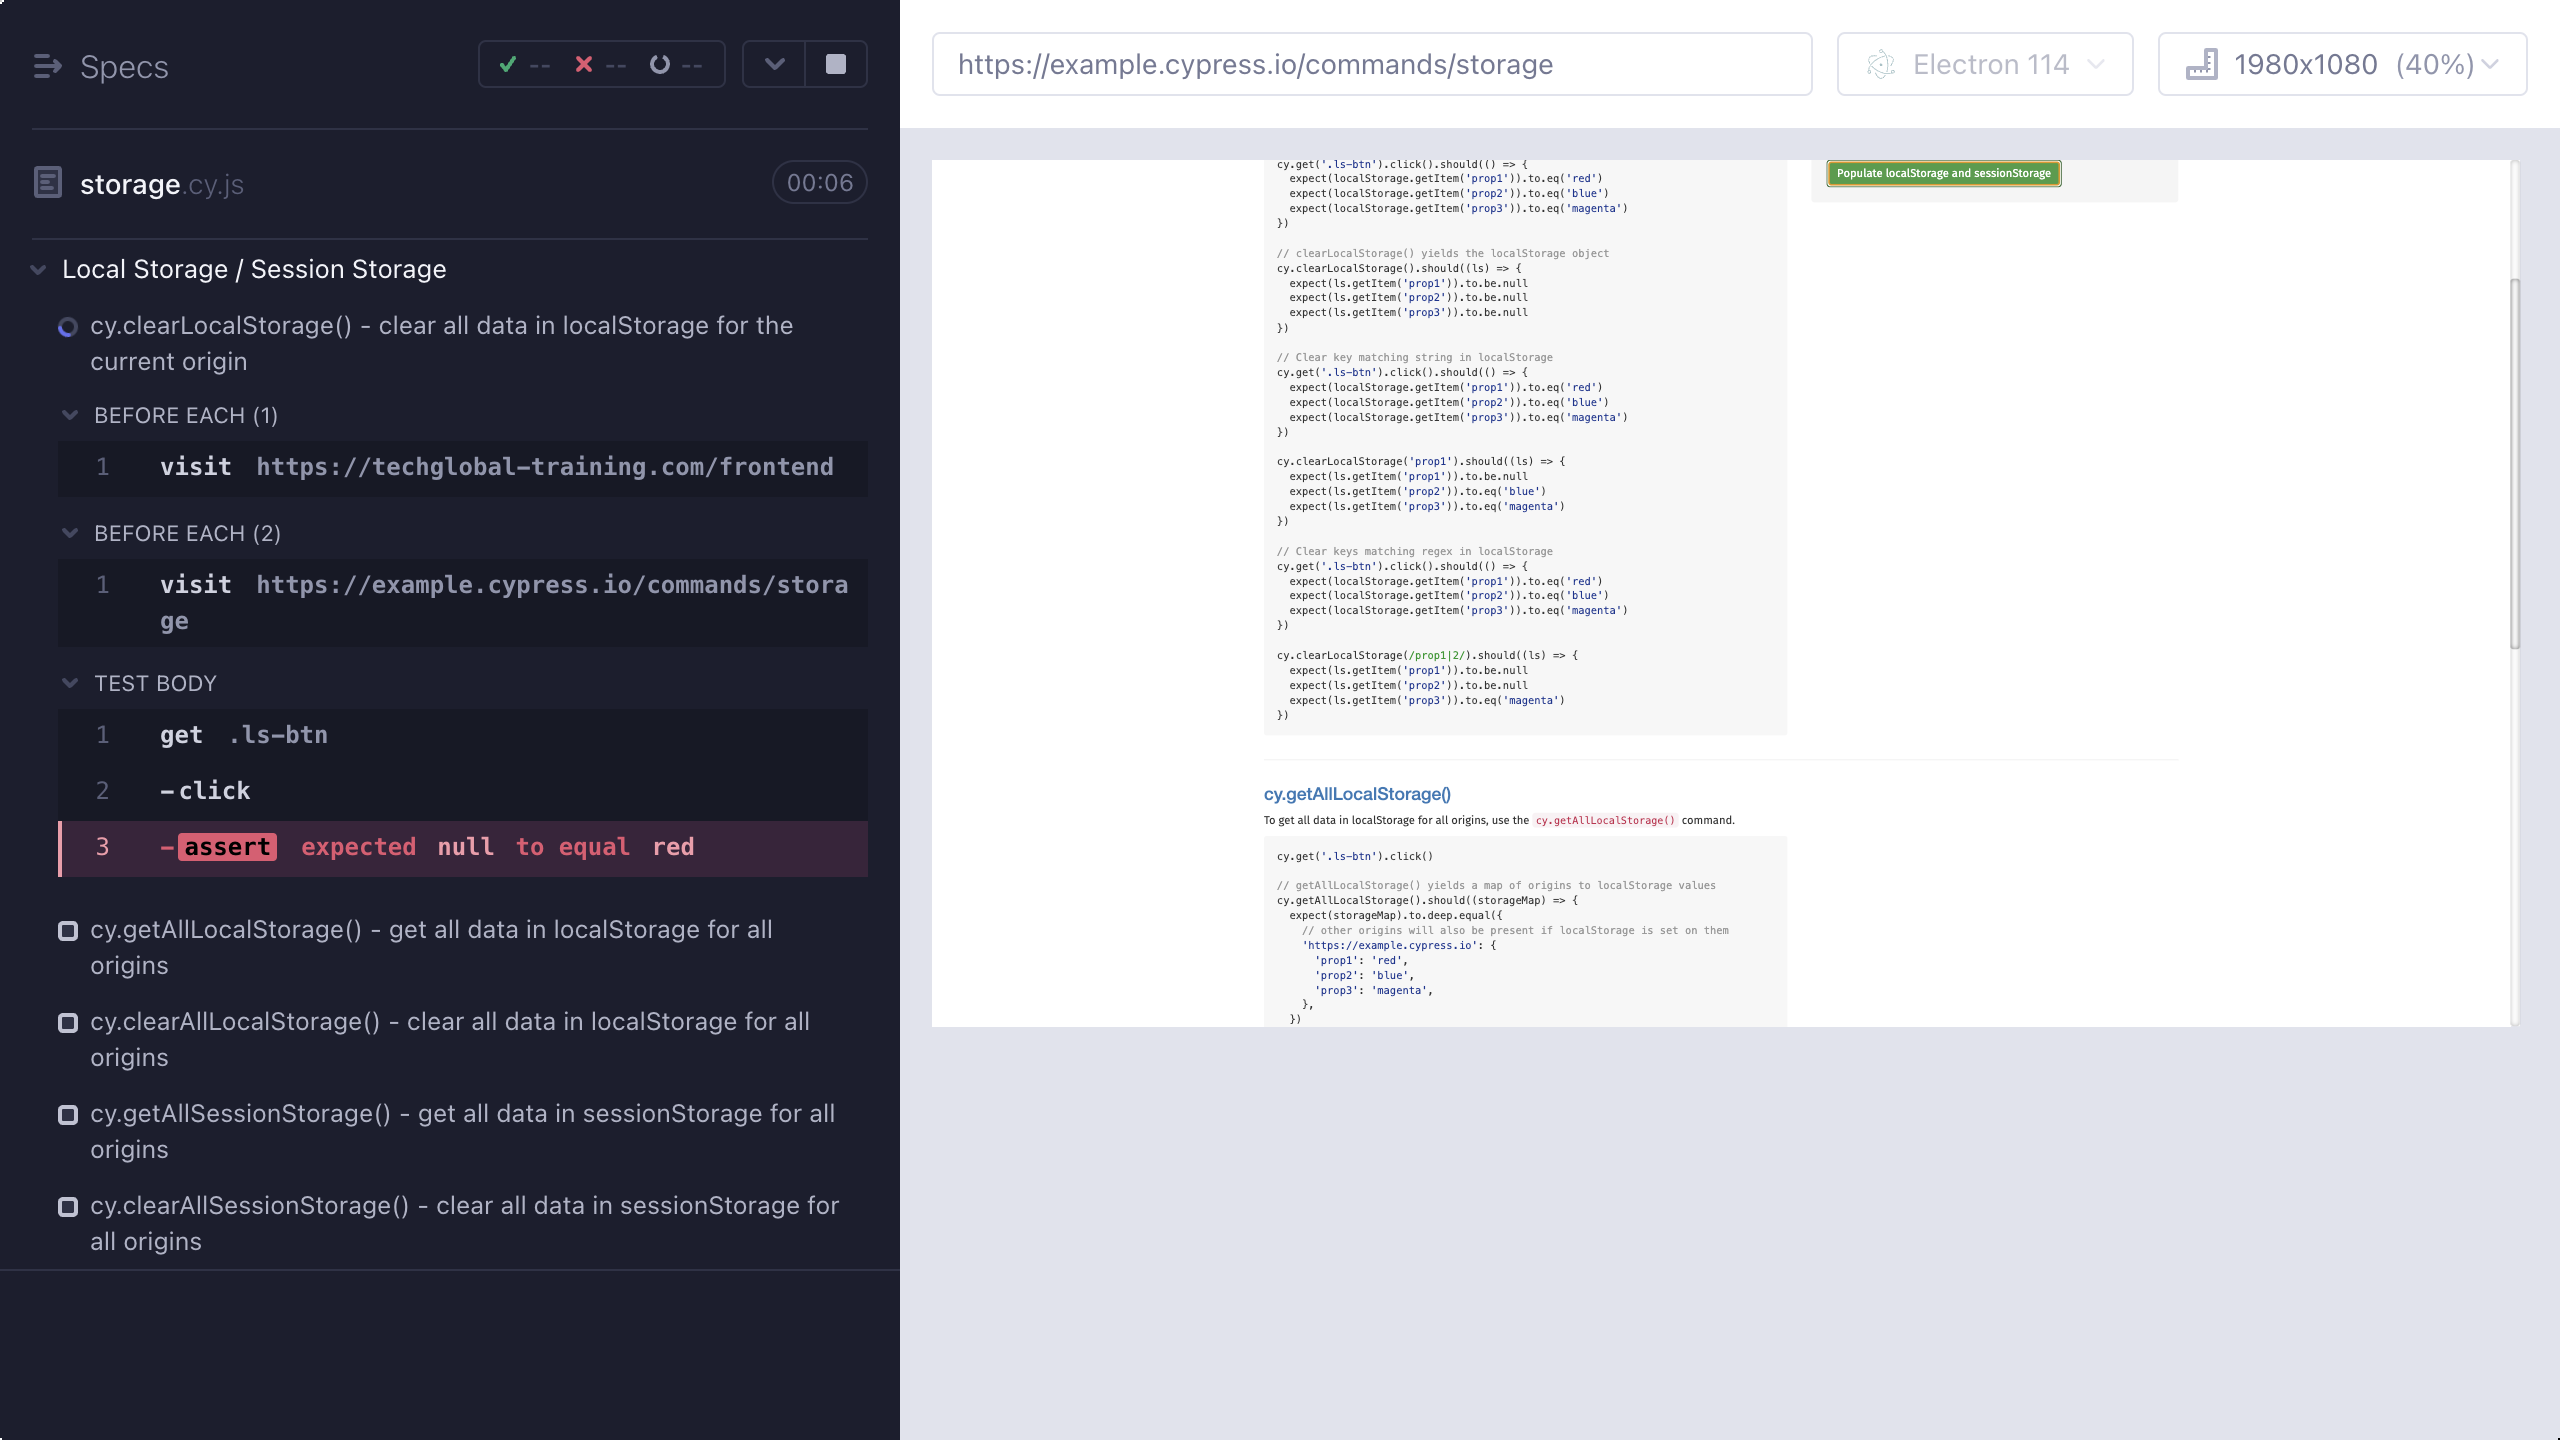 Specs
-- -- --
storage.cy.js
00:06
Local Storage / Session Storage
cy.clearLocalStorage() - clear all data in localStorage for the
current origin
BEFORE EACH (1)
1 visit https://techglobal-training.com/frontend
BEFORE EACH (2)
1 visit https://example.cypress.io/commands/stora
ge
TEST BODY
1 get .ls-btn
2 -click
3 -assert expected null to equal red
cy.getAllLocalStorage() - get all data in localStorage for all
origins
cy.clearAllLocalStorage() - clear all data in localStorage for all
origins
cy.getAllSessionStorage() - get all data in sessionStorage for all
origins
cy.clearAllSessionStorage() - clear all data in sessionStorage for
all origins
https://example.cypress.io/commands/storage
Electron 114
1980x1080 (40%)
cy.get('.ls-btn').click().should(() => {
  expect(localStorage.getItem('prop1')).to.eq('red')
  expect(localStorage.getItem('prop2')).to.eq('blue')
  expect(localStorage.getItem('prop3')).to.eq('magenta')
})
// clearLocalStorage() yields the localStorage object
cy.clearLocalStorage().should((ls) => {
  expect(ls.getItem('prop1')).to.be.null
  expect(ls.getItem('prop2')).to.be.null
  expect(ls.getItem('prop3')).to.be.null
})
// Clear key matching string in localStorage
cy.get('.ls-btn').click().should(() => {
  expect(localStorage.getItem('prop1')).to.eq('red')
  expect(localStorage.getItem('prop2')).to.eq('blue')
  expect(localStorage.getItem('prop3')).to.eq('magenta')
})
cy.clearLocalStorage('prop1').should((ls) => {
  expect(ls.getItem('prop1')).to.be.null
  expect(ls.getItem('prop2')).to.eq('blue')
  expect(ls.getItem('prop3')).to.eq('magenta')
})
// Clear keys matching regex in localStorage
cy.get('.ls-btn').click().should(() => {
  expect(localStorage.getItem('prop1')).to.eq('red')
  expect(localStorage.getItem('prop2')).to.eq('blue')
  expect(localStorage.getItem('prop3')).to.eq('magenta')
})
cy.clearLocalStorage(/prop1|2/).should((ls) => {
  expect(ls.getItem('prop1')).to.be.null
  expect(ls.getItem('prop2')).to.be.null
  expect(ls.getItem('prop3')).to.eq('magenta')
})
Populate localStorage and sessionStorage
cy.getAllLocalStorage()
To get all data in localStorage for all origins, use the cy.getAllLocalStorage() command.
cy.get('.ls-btn').click()
// getAllLocalStorage() yields a map of origins to localStorage values
cy.getAllLocalStorage().should((storageMap) => {
  expect(storageMap).to.deep.equal({
    // other origins will also be present if localStorage is set on them
    'https://example.cypress.io': {
      'prop1': 'red',
      'prop2': 'blue',
      'prop3': 'magenta',
    },
  })